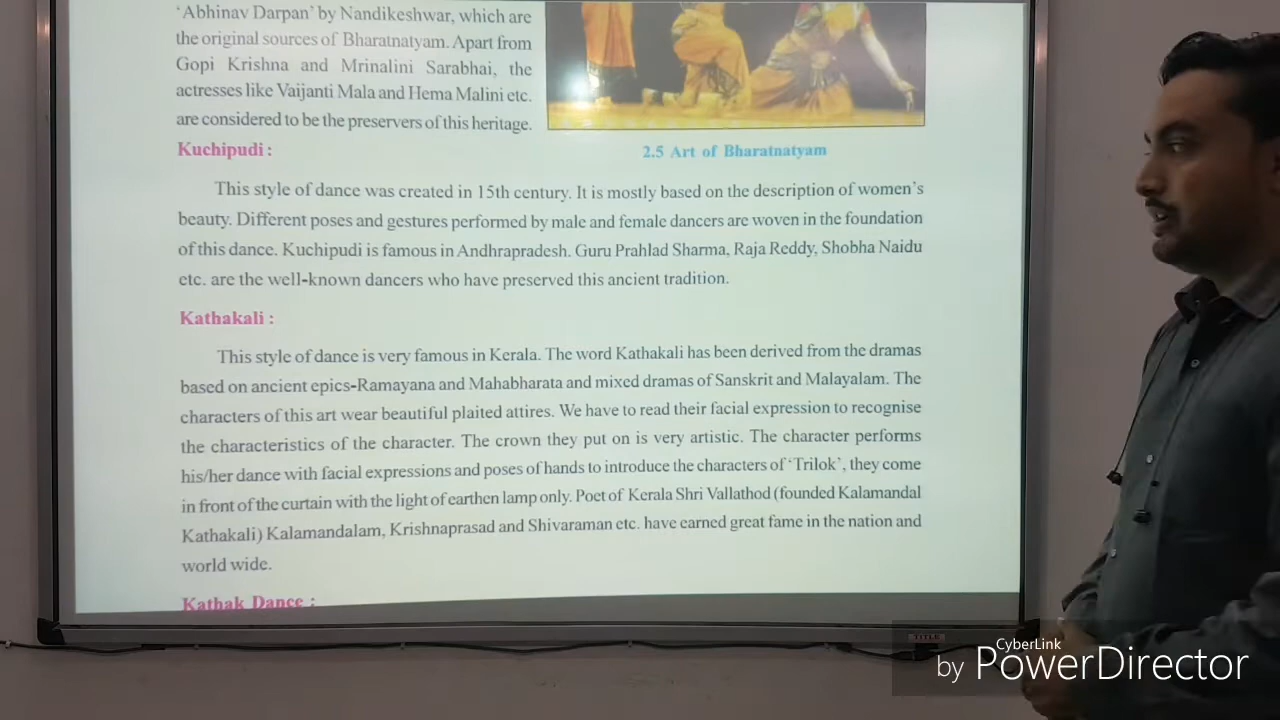 ‘Abhinav Darpan’ by Nandikeshwar, which are
the original sources of Bharatnatyam. Apart from
Gopi Krishna and Mrinalini Sarabhai, the
actresses like Vaijanti Mala and Hema Malini etc.
are considered to be the preservers of this heritage.
2.5 Art of Bharatnatyam
Kuchipudi :
This style of dance was created in 15th century. It is mostly based on the description of women’s
beauty. Different poses and gestures performed by male and female dancers are woven in the foundation
of this dance. Kuchipudi is famous in Andhrapradesh. Guru Prahlad Sharma, Raja Reddy, Shobha Naidu
etc. are the well-known dancers who have preserved this ancient tradition.
Kathakali :
This style of dance is very famous in Kerala. The word Kathakali has been derived from the dramas
based on ancient epics-Ramayana and Mahabharata and mixed dramas of Sanskrit and Malayalam. The
characters of this art wear beautiful plaited attires. We have to read their facial expression to recognise
the characteristics of the character. The crown they put on is very artistic. The character performs
his/her dance with facial expressions and poses of hands to introduce the characters of ‘Trilok’, they come
in front of the curtain with the light of earthen lamp only. Poet of Kerala Shri Vallathod (founded Kalamandal
Kathakali) Kalamandalam, Krishnaprasad and Shivaraman etc. have earned great fame in the nation and
world wide.
Kathak Dance :
TITLE
CyberLink
by PowerDirector